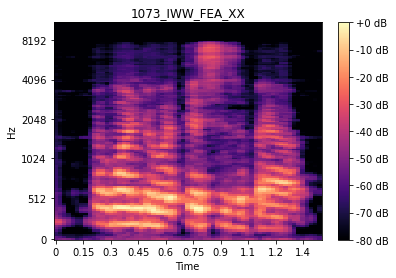 1073_IWW_FEA_XX
+0 dB
8192
-10 dB
4096
-20 dB
-30 dB
2048
Hz
-40 dB
1024
-50 dB
-60 dB
512
-70 dB
0
-80 dB
0 0.15 0.3 0.45 0.6 0.75 0.9 1.1 1.2 1.4
Time